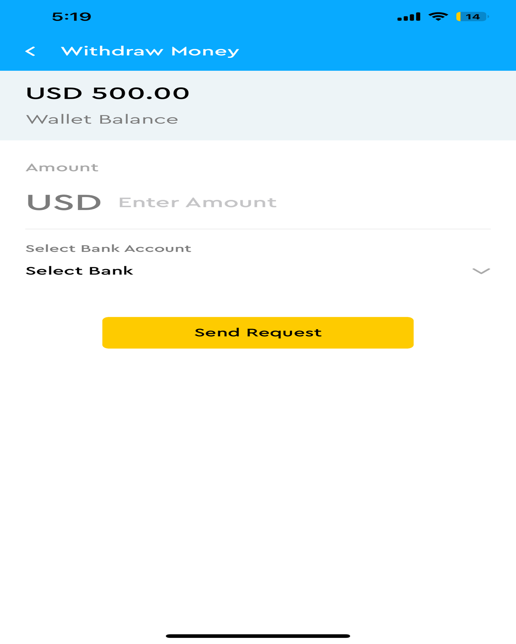 5:19
14
Withdraw Money
USD 500.00
Wallet Balance
Amount
USD Enter Amount
Select Bank Account
Select Bank
Send Request